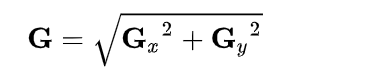 G = √(Gₓ² + Gᵧ²)